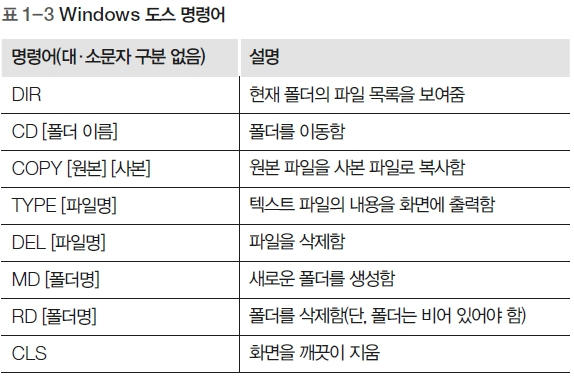 표 1-3 Windows 도스 명령어
명령어(대·소문자 구분 없음) 설명
DIR 현재 폴더의 파일 목록을 보여줌
CD [폴더 이름] 폴더를 이동함
COPY [원본] [사본] 원본 파일을 사본 파일로 복사함
TYPE [파일명] 텍스트 파일의 내용을 화면에 출력함
DEL [파일명] 파일을 삭제함
MD [폴더명] 새로운 폴더를 생성함
RD [폴더명] 폴더를 삭제함(단, 폴더는 비어 있어야 함)
CLS 화면을 깨끗이 지움